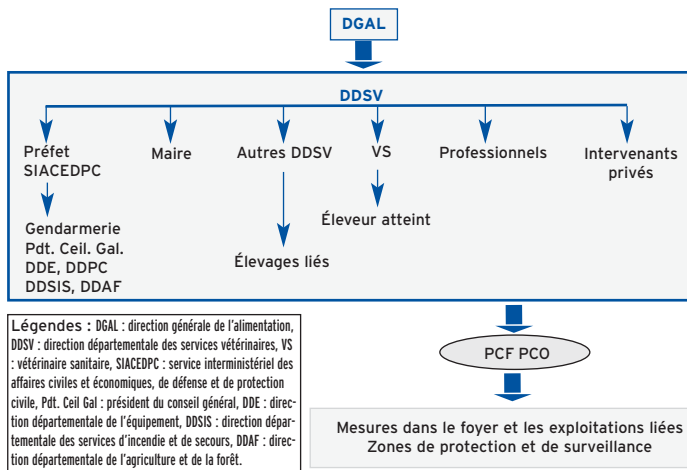 DGAL
DDSV
Préfet
SIACEDPC
Maire
Autres DDSV
VS
Professionnels
Intervenants
privés
Gendarmerie
Pdt. Ceil. Gal.
DDE, DDPC
DDSIS, DDAF
Élevages liés
Éleveur atteint
Légendes : DGAL : direction générale de l'alimentation,
DDSV : direction départementale des services vétérinaires, VS
: vétérinaire sanitaire, SIACEDPC : service interministériel des
affaires civiles et économiques, de défense et de protection
civile, Pdt. Ceil Gal : président du conseil général, DDE : direc-
tion départementale de l'équipement, DDSIS : direction dépar-
tementale des services d'incendie et de secours, DDAF : direc-
tion départementale de l'agriculture et de la forêt.
PCF PCO
Mesures dans le foyer et les exploitations liées
Zones de protection et de surveillance